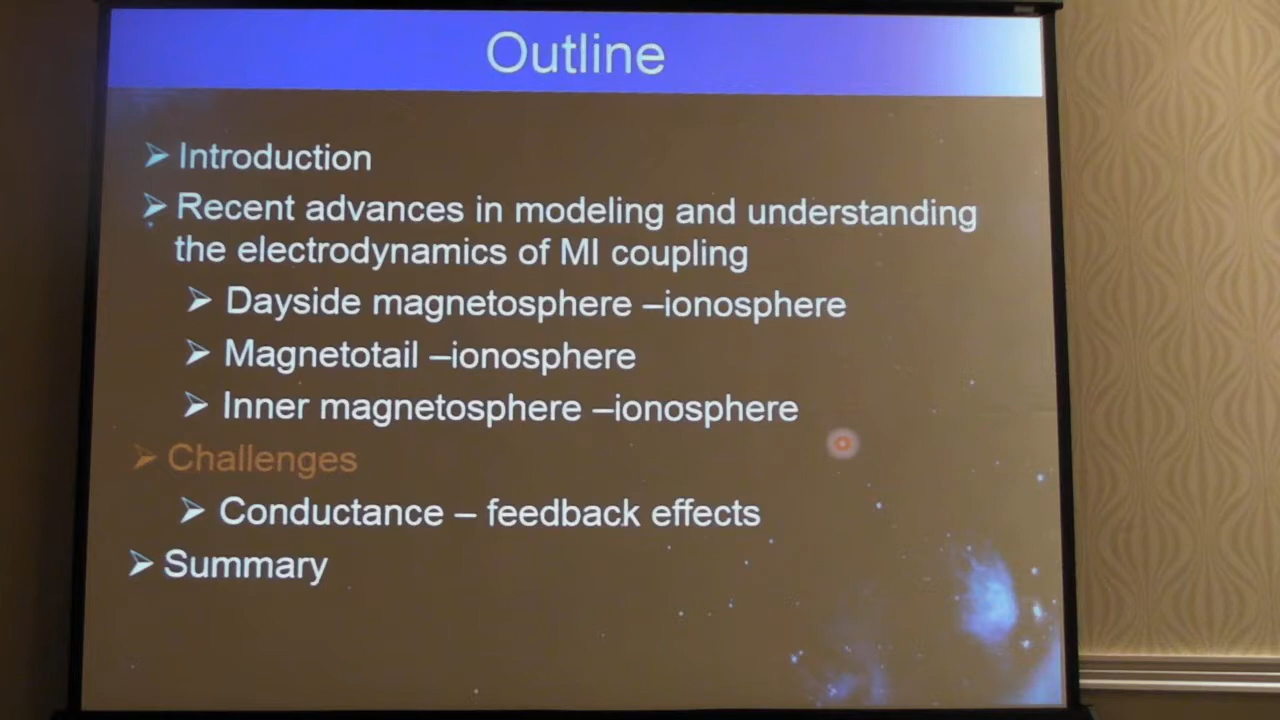 Outline
Introduction
Recent advances in modeling and understanding
the electrodynamics of MI coupling
Dayside magnetosphere –ionosphere
Magnetotail –ionosphere
Inner magnetosphere –ionosphere
Challenges
Conductance – feedback effects
Summary